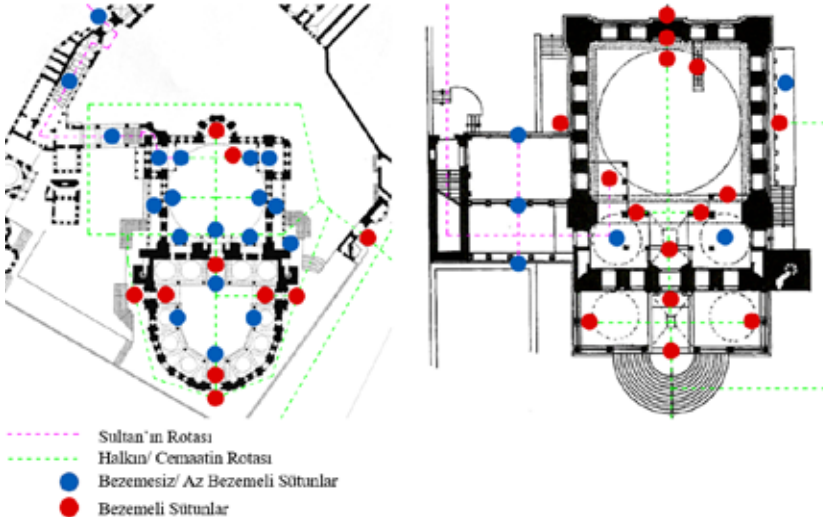 Sultan'ın Rotası
Halkın/ Cemaatin Rotası
Bezemesiz/ Az Bezemeli Sütunlar
Bezemeli Sütunlar